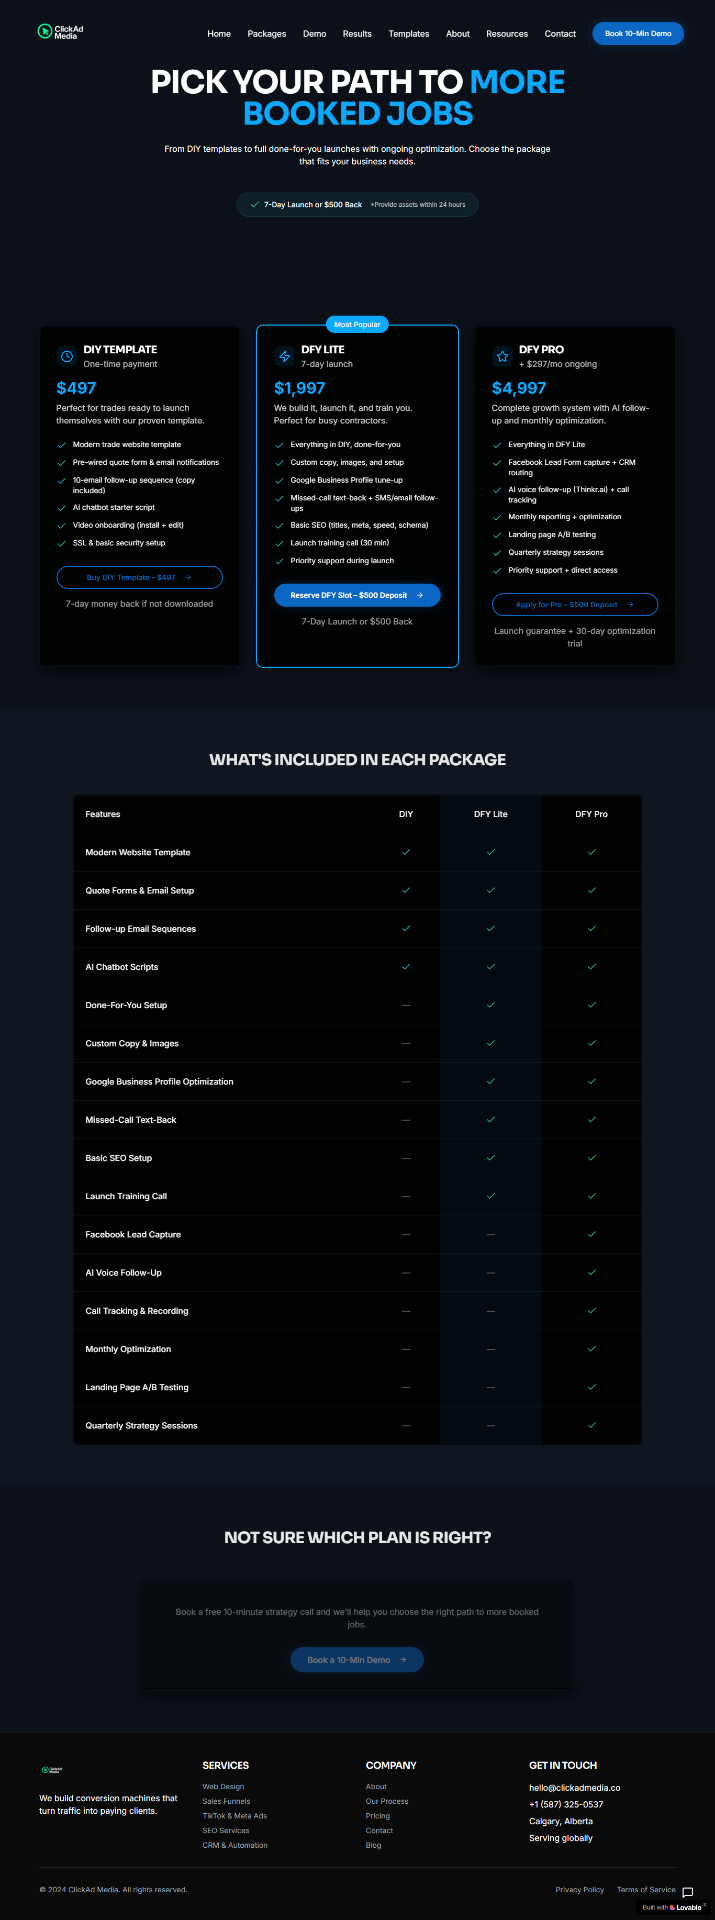 ClickAd
Media
Home Packages Demo Results Templates About Resources Contact Book 10-Min Demo
PICK YOUR PATH TO MORE
BOOKED JOBS
From DIY templates to full done-for-you launches with ongoing optimization. Choose the package
that fits your business needs.
7-Day Launch or $500 Back *Provide assets within 24 hours
DIY TEMPLATE
One-time payment
$497
Perfect for trades ready to launch
themselves with our proven template.
Modern trade website template
Pre-wired quote form & email notifications
10-email follow-up sequence (copy
included)
AI chatbot starter script
Video onboarding (install + edit)
SSL & basic security setup
Buy DIY Template – $497
7-day money back if not downloaded
Most Popular
DFY LITE
7-day launch
$1,997
We build it, launch it, and train you.
Perfect for busy contractors.
Everything in DIY, done-for-you
Custom copy, images, and setup
Google Business Profile tune-up
Missed-call text-back + SMS/email follow-
ups
Basic SEO (titles, meta, speed, schema)
Launch training call (30 min)
Priority support during launch
Reserve DFY Slot – $500 Deposit
7-Day Launch or $500 Back
DFY PRO
+ $297/mo ongoing
$4,997
Complete growth system with AI follow-
up and monthly optimization.
Everything in DFY Lite
Facebook Lead Form capture + CRM
routing
AI voice follow-up (Thinkr.ai) + call
tracking
Monthly reporting + optimization
Landing page A/B testing
Quarterly strategy sessions
Priority support + direct access
Apply for Pro – $500 Deposit
Launch guarantee + 30-day optimization
trial
WHAT'S INCLUDED IN EACH PACKAGE
Features DIY DFY Lite DFY Pro
Modern Website Template
Quote Forms & Email Setup
Follow-up Email Sequences
AI Chatbot Scripts
Done-For-You Setup —
Custom Copy & Images —
Google Business Profile Optimization —
Missed-Call Text-Back —
Basic SEO Setup —
Launch Training Call —
Facebook Lead Capture — —
AI Voice Follow-Up — —
Call Tracking & Recording — —
Monthly Optimization — —
Landing Page A/B Testing — —
Quarterly Strategy Sessions — —
NOT SURE WHICH PLAN IS RIGHT?
Book a free 10-minute strategy call and we'll help you choose the right path to more booked
jobs.
Book a 10-Min Demo
ClickAd
Media
We build conversion machines that
turn traffic into paying clients.
SERVICES
Web Design
Sales Funnels
TikTok & Meta Ads
SEO Services
CRM & Automation
COMPANY
About
Our Process
Pricing
Contact
Blog
GET IN TOUCH
hello@clickadmedia.co
+1 (587) 325-0537
Calgary, Alberta
Serving globally
© 2024 ClickAd Media. All rights reserved.
Privacy Policy Terms of Service
Built with Lovable